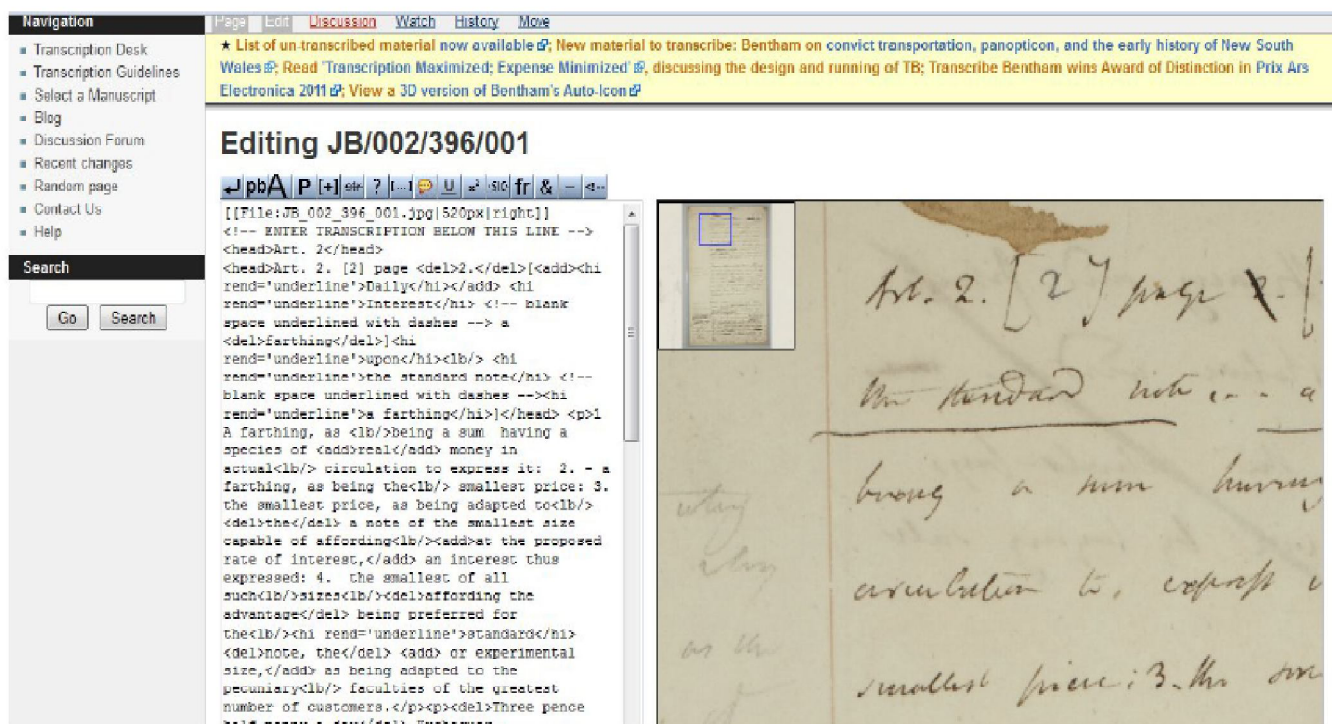 Navigation
Transcription Desk
Transcription Guidelines
Select a Manuscript
Blog
Discussion Forum
Recent changes
Random page
Contact Us
Help
Search
Go Search
Page Edit Discussion Watch History Move
★ List of un-transcribed material now available; New material to transcribe: Bentham on convict transportation, panopticon, and the early history of New South
Wales; Read 'Transcription Maximized; Expense Minimized', discussing the design and running of TB; Transcribe Bentham wins Award of Distinction in Prix Ars
Electronica 2011; View a 3D version of Bentham's Auto-Icon
Editing JB/002/396/001
pb A P [+] str ? [...] U x² SIC fr & – <!--
[[File:JB_002_396_001.jpg|520px|right]]
<!-- ENTER TRANSCRIPTION BELOW THIS LINE -->
<head>Art. 2</head>
<head>Art. 2. [2] page <del>2.</del>[<add><hi
rend='underline'>Daily</hi></add> <hi
rend='underline'>Interest</hi> <!-- blank
space underlined with dashes --> a
<del>farthing</del>]<hi
rend='underline'>upon</hi><lb/> <hi
rend='underline'>the standard note</hi> <!--
blank space underlined with dashes --><hi
rend='underline'>a farthing</hi>]</head> <p>1
A farthing, as <lb/>being a sum having a
species of <add>real</add> money in
actual<lb/> circulation to express it: 2. - a
farthing, as being the<lb/> smallest price: 3.
the smallest price, as being adapted to<lb/>
<del>the</del> a note of the smallest size
capable of affording<lb/><add>at the proposed
rate of interest,</add> an interest thus
expressed: 4. the smallest of all
such<lb/>sizes<lb/><del>affording the
advantage</del> being preferred for
the<lb/><hi rend='underline'>standard</hi>
<del>note, the</del> <add> or experimental
size,</add> as being adapted to the
pecuniary<lb/> faculties of the greatest
number of customers.</p><p><del>Three pence
Art. 2. [2] page 2. [
the standard note ... a
being a sum having
circulation to, express
smallest price: 3. the
as the